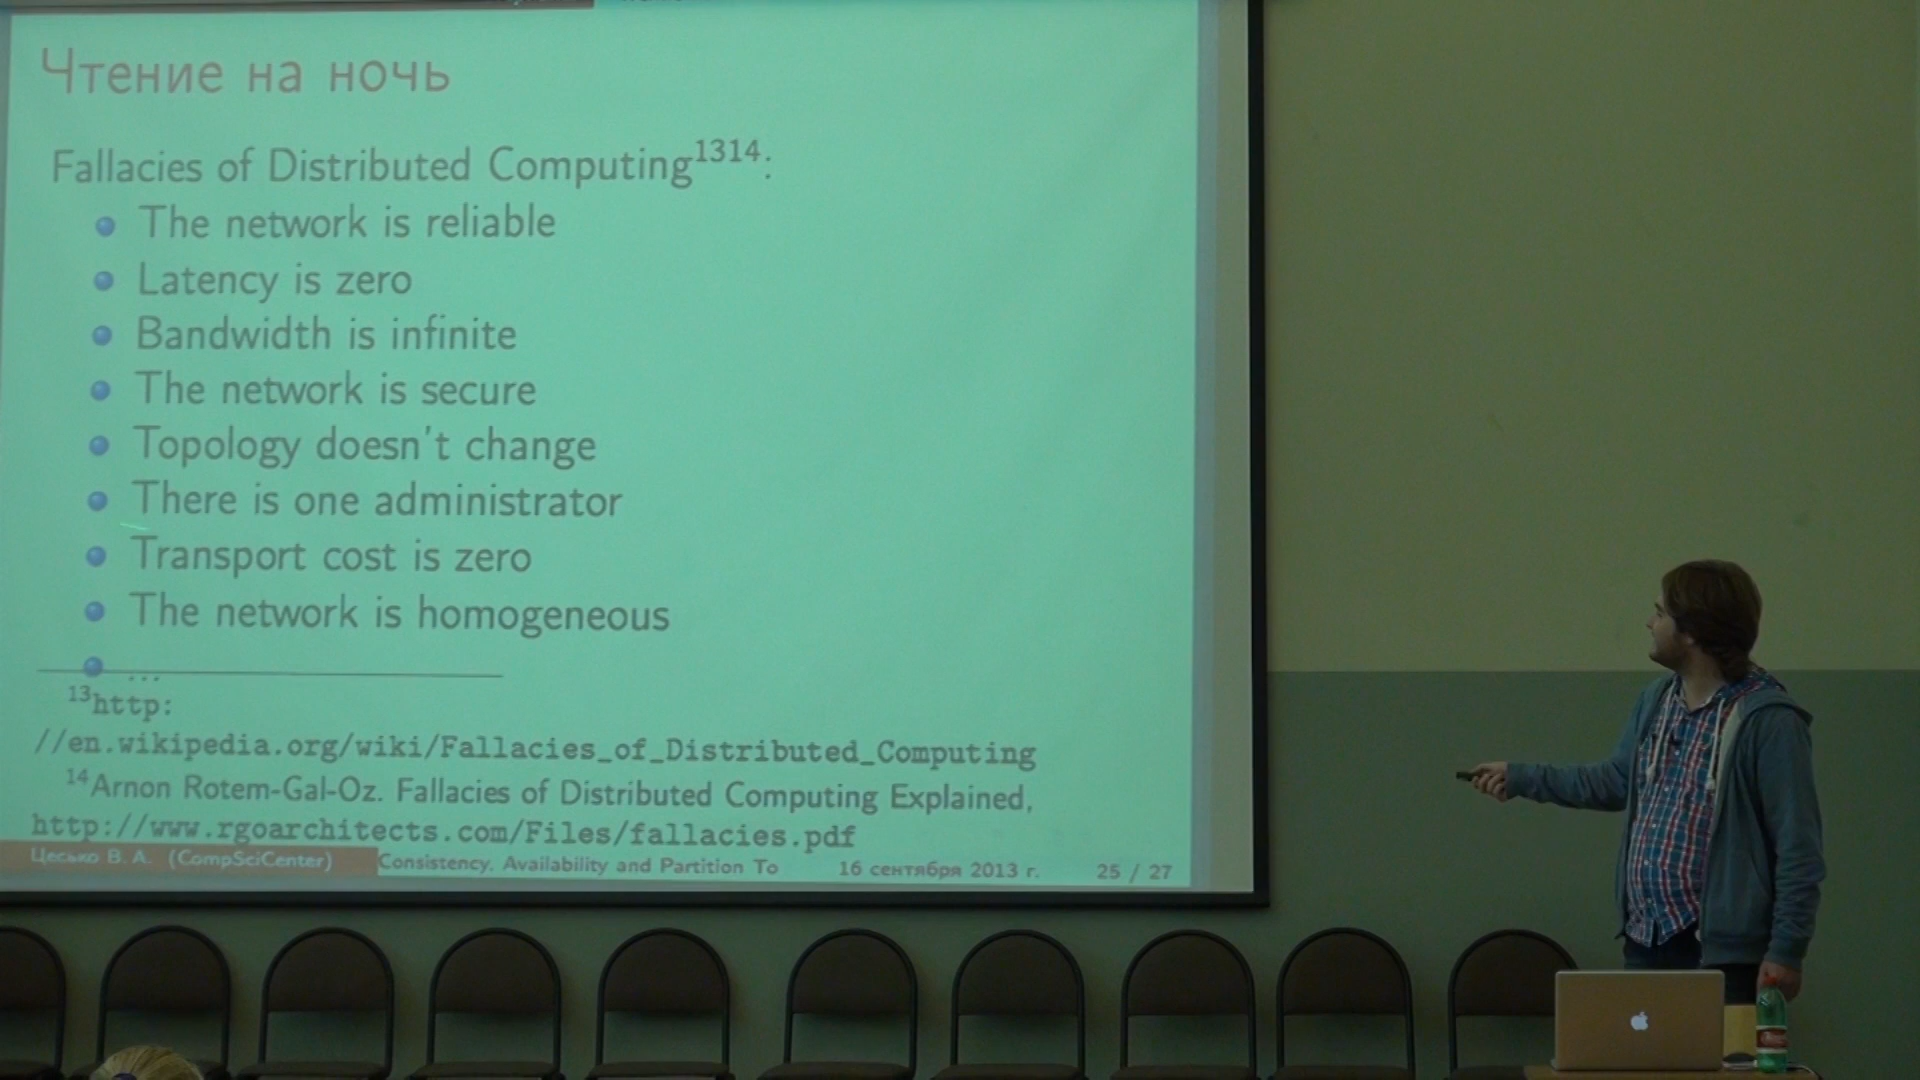 Чтение на ночь
Fallacies of Distributed Computing1314:
The network is reliable
Latency is zero
Bandwidth is infinite
The network is secure
Topology doesn't change
There is one administrator
Transport cost is zero
The network is homogeneous
...
13http:
//en.wikipedia.org/wiki/Fallacies_of_Distributed_Computing
14Arnon Rotem-Gal-Oz. Fallacies of Distributed Computing Explained,
http://www.rgoarchitects.com/Files/fallacies.pdf
Цесько В. А. (CompSciCenter) Consistency, Availability and Partition To 16 сентября 2013 г. 25 / 27